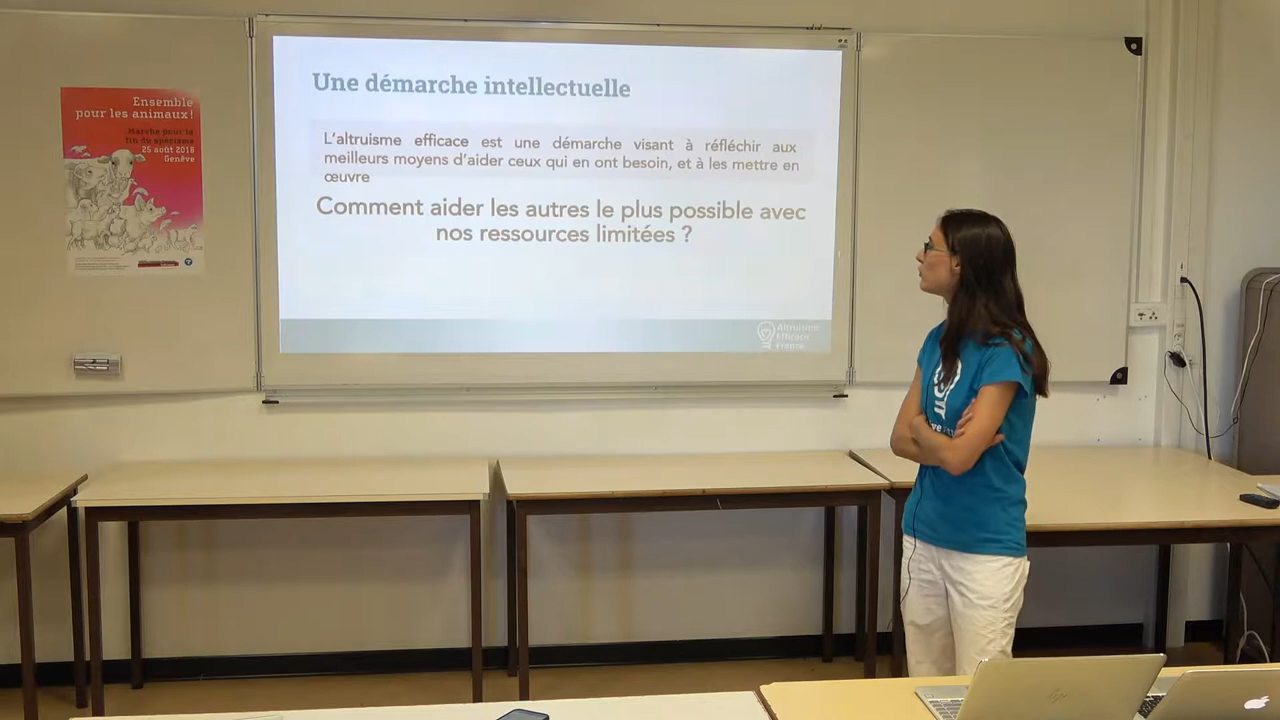 Ensemble
pour les animaux !
Marche pour la
fin du spécisme
25 août 2018
Genève
Une démarche intellectuelle
L'altruisme efficace est une démarche visant à réfléchir aux
meilleurs moyens d'aider ceux qui en ont besoin, et à les mettre en
œuvre
Comment aider les autres le plus possible avec
nos ressources limitées ?
Altruisme
Efficace
France
hp